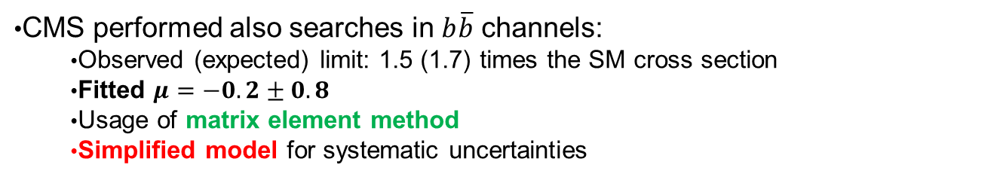 •CMS performed also searches in $b\bar{b}$ channels:
•Observed (expected) limit: 1.5 (1.7) times the SM cross section
•Fitted $\mu = -0.2 \pm 0.8$
•Usage of matrix element method
•Simplified model for systematic uncertainties